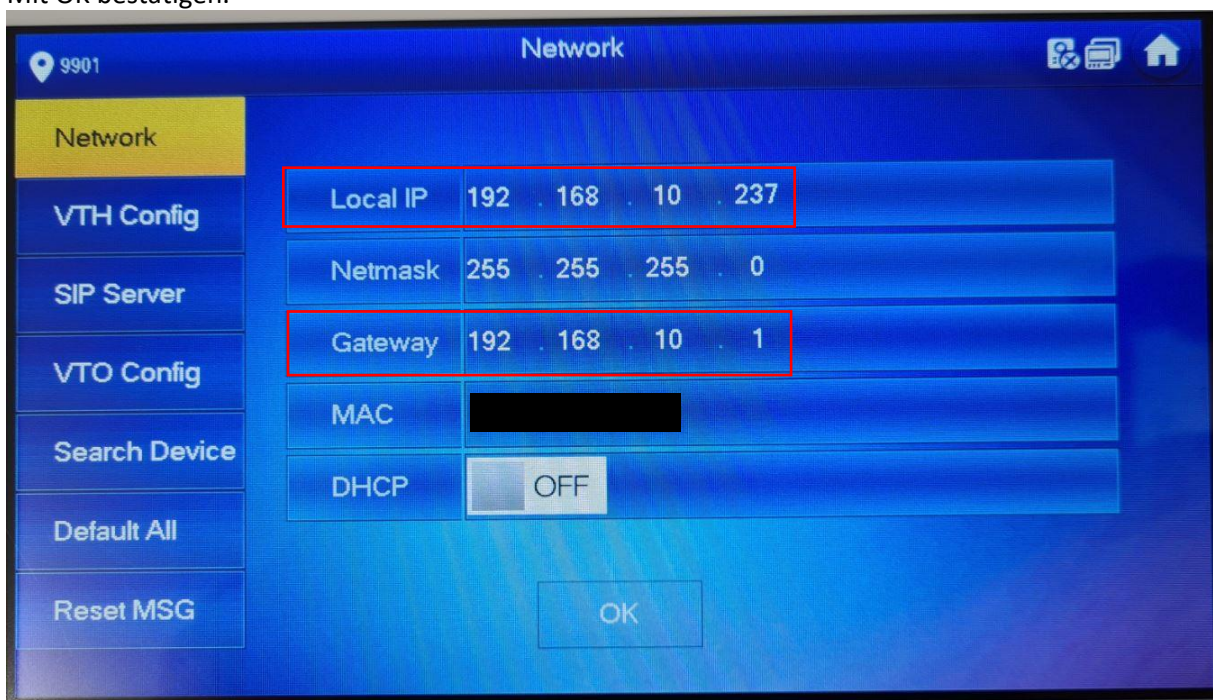 Mit OK bestätigen.
Network
9901
Network
VTH Config
SIP Server
VTO Config
Search Device
Default All
Reset MSG
Local IP 192 . 168 . 10 . 237
Netmask 255 . 255 . 255 . 0
Gateway 192 . 168 . 10 . 1
MAC
DHCP OFF
OK